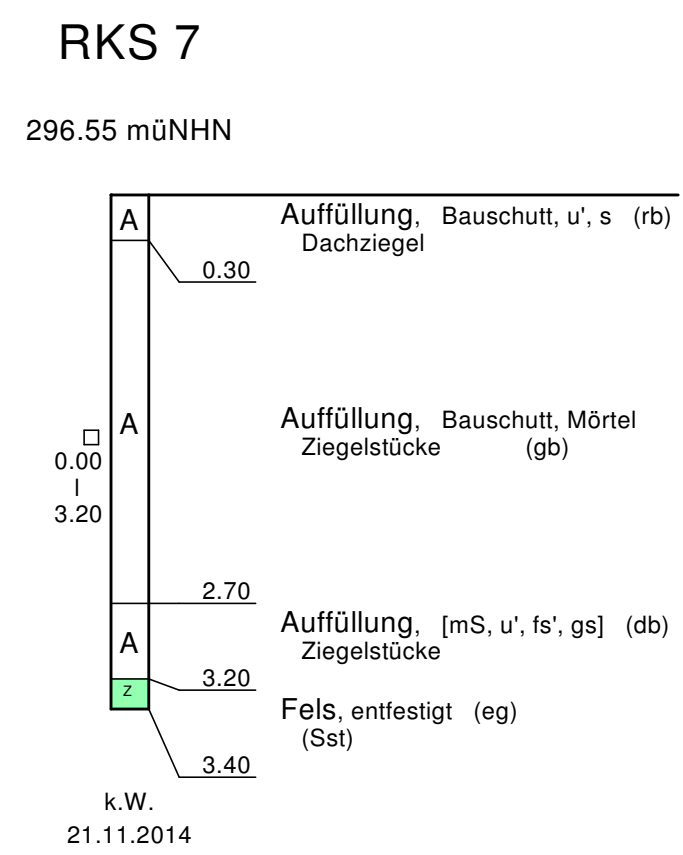 RKS 7
296.55 müNHN
A
Auffüllung, Bauschutt, u', s (rb)
Dachziegel
0.30
A
Auffüllung, Bauschutt, Mörtel
Ziegelstücke (gb)
0.00
3.20
2.70
A
Auffüllung, [mS, u', fs', gs] (db)
Ziegelstücke
3.20
z
Fels, entfestigt (eg)
(Sst)
3.40
k.W.
21.11.2014